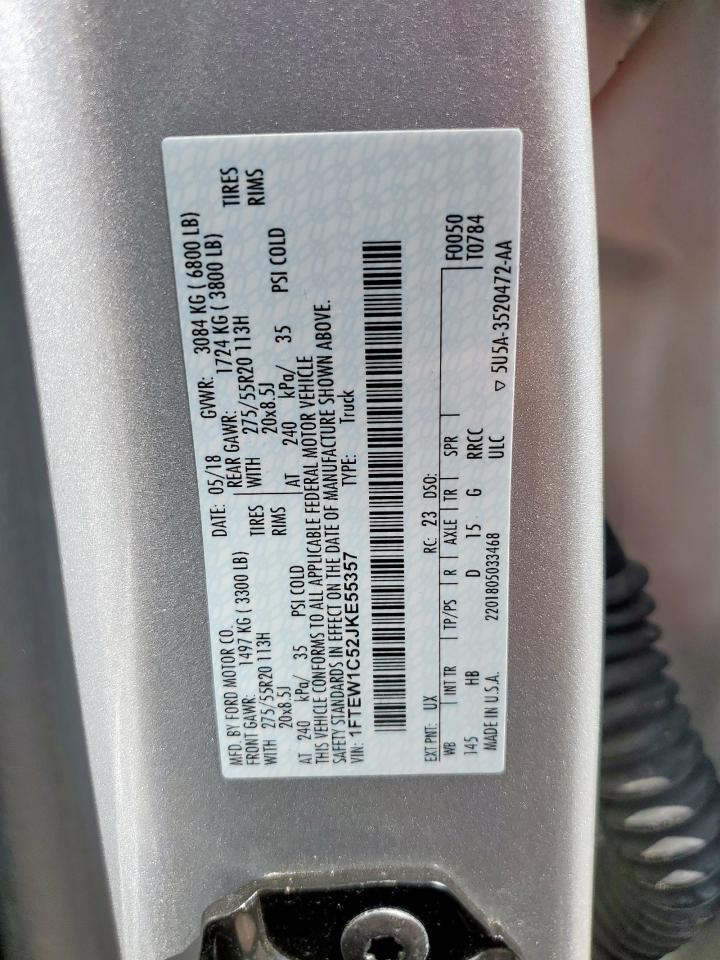 MFD. BY FORD MOTOR CO.
DATE: 05/18 GVWR: 3084 KG ( 6800 LB)
FRONT GAWR: 1497 KG ( 3300 LB) REAR GAWR: 1724 KG ( 3800 LB)
WITH 275/55R20 113H TIRES WITH 275/55R20 113H TIRES
20x8.5J RIMS 20x8.5J RIMS
AT 240 kPa/ 35 PSI COLD AT 240 kPa/ 35 PSI COLD
THIS VEHICLE CONFORMS TO ALL APPLICABLE FEDERAL MOTOR VEHICLE
SAFETY STANDARDS IN EFFECT ON THE DATE OF MANUFACTURE SHOWN ABOVE.
VIN: 1FTEW1C52JKE55357 TYPE: Truck
F0050
EXT PNT: UX RC: 23 DSO: T0784
WB INT TR TP/PS R AXLE TR SPR
145 HB D 15 G RRCC
ULC ▽ 5U5A-3520472-AA
MADE IN U.S.A. 2201805033468